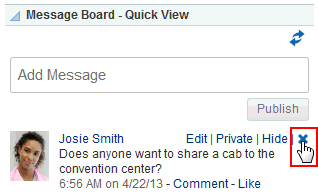 Message Board - Quick View
Add Message
Publish
Josie Smith Edit | Private | Hide |
Does anyone want to share a cab to the
convention center?
6:56 AM on 4/22/13 - Comment - Like